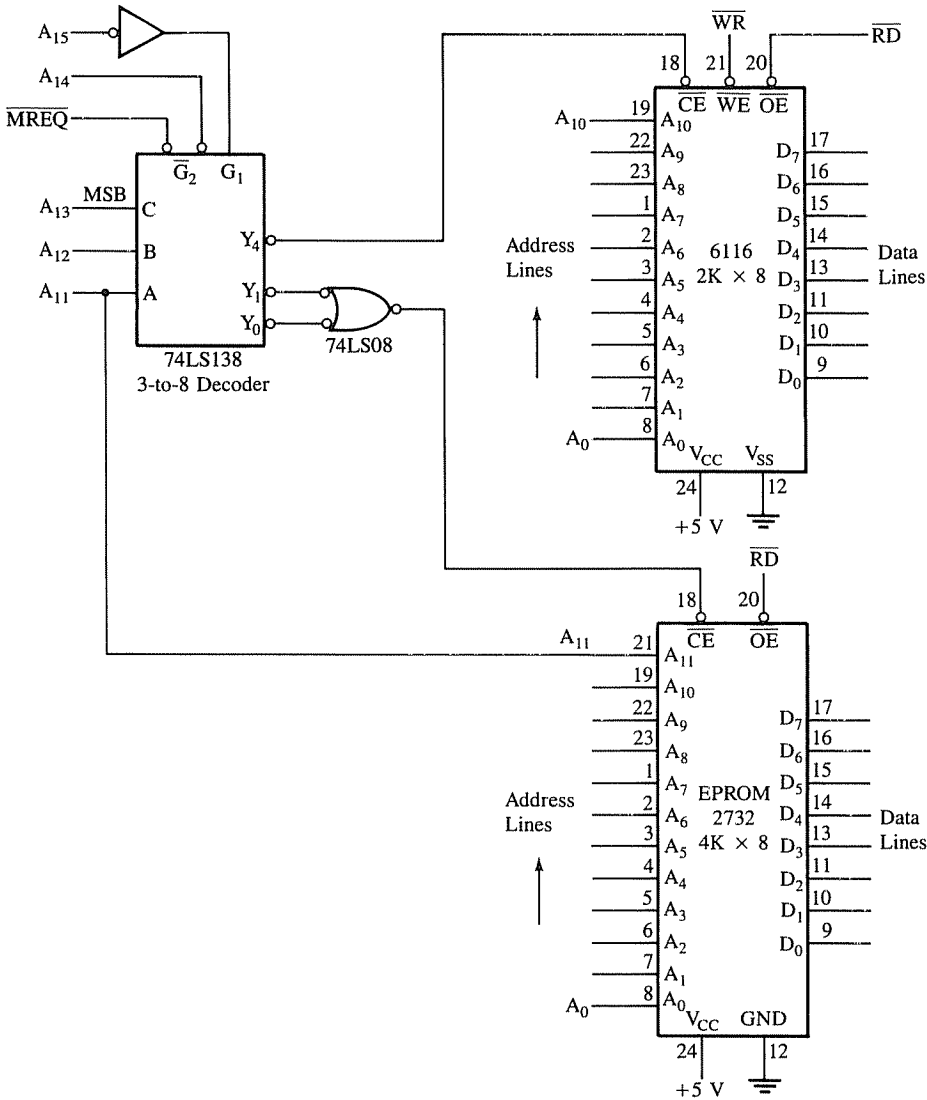 A15
A14
MREQ
G2 G1
A13 MSB C
A12 B
A11 A
Y4
Y1
Y0
74LS138
3-to-8 Decoder
74LS08
WR
RD
18 21 20
CE WE OE
A10 19 A10
22 A9
23 A8
1 A7
2 A6
3 A5
4 A4
5 A3
6 A2
7 A1
A0 8 A0
Address
Lines
6116
2K × 8
D7 17
D6 16
D5 15
D4 14
D3 13
D2 11
D1 10
D0 9
Data
Lines
VCC VSS
24 12
+5 V
RD
18 20
CE OE
A11 21 A11
19 A10
22 A9
23 A8
1 A7
2 A6
3 A5
4 A4
5 A3
6 A2
7 A1
A0 8 A0
Address
Lines
EPROM
2732
4K × 8
D7 17
D6 16
D5 15
D4 14
D3 13
D2 11
D1 10
D0 9
Data
Lines
VCC GND
24 12
+5 V